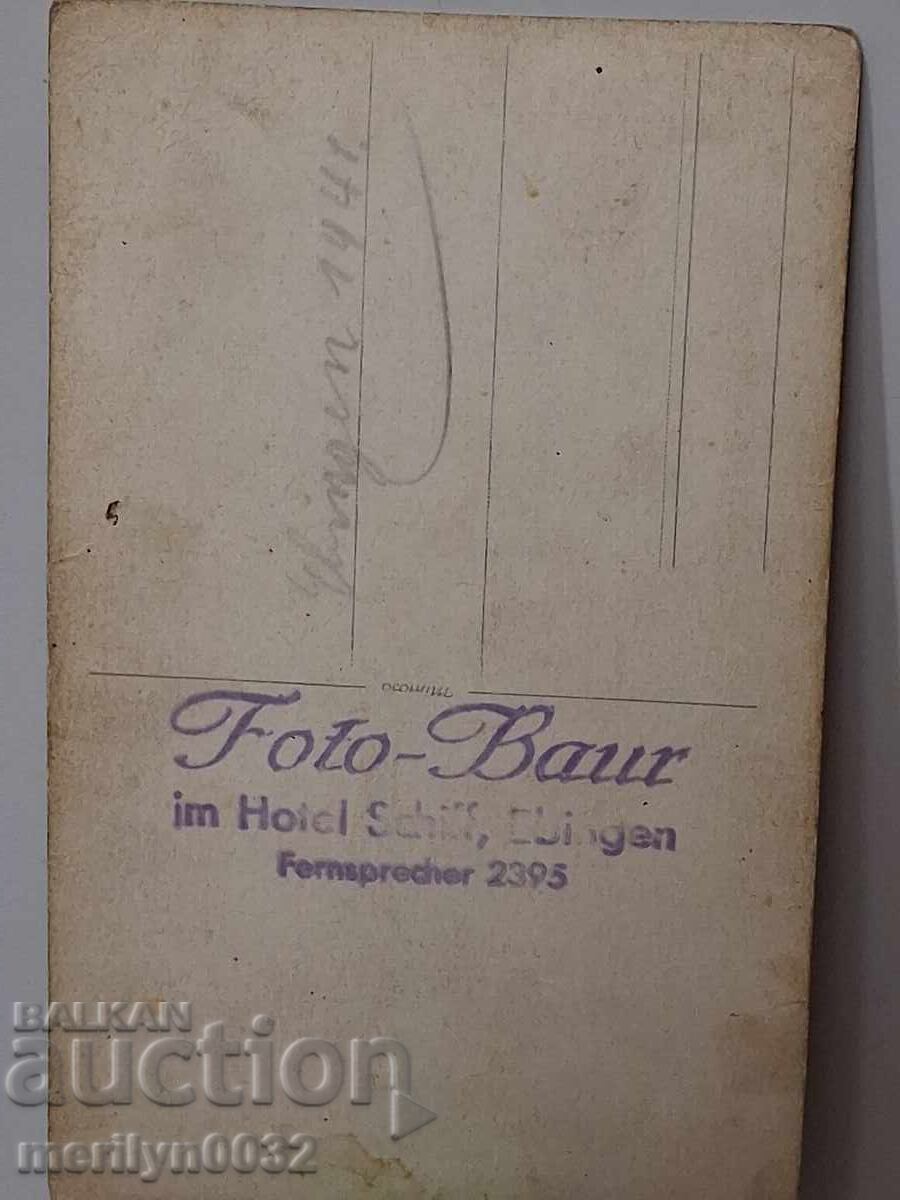 Foto-Baur
im Hotel Schiff, Ebingen
Fernsprecher 2395
BALKAN
auction
merilyn0032